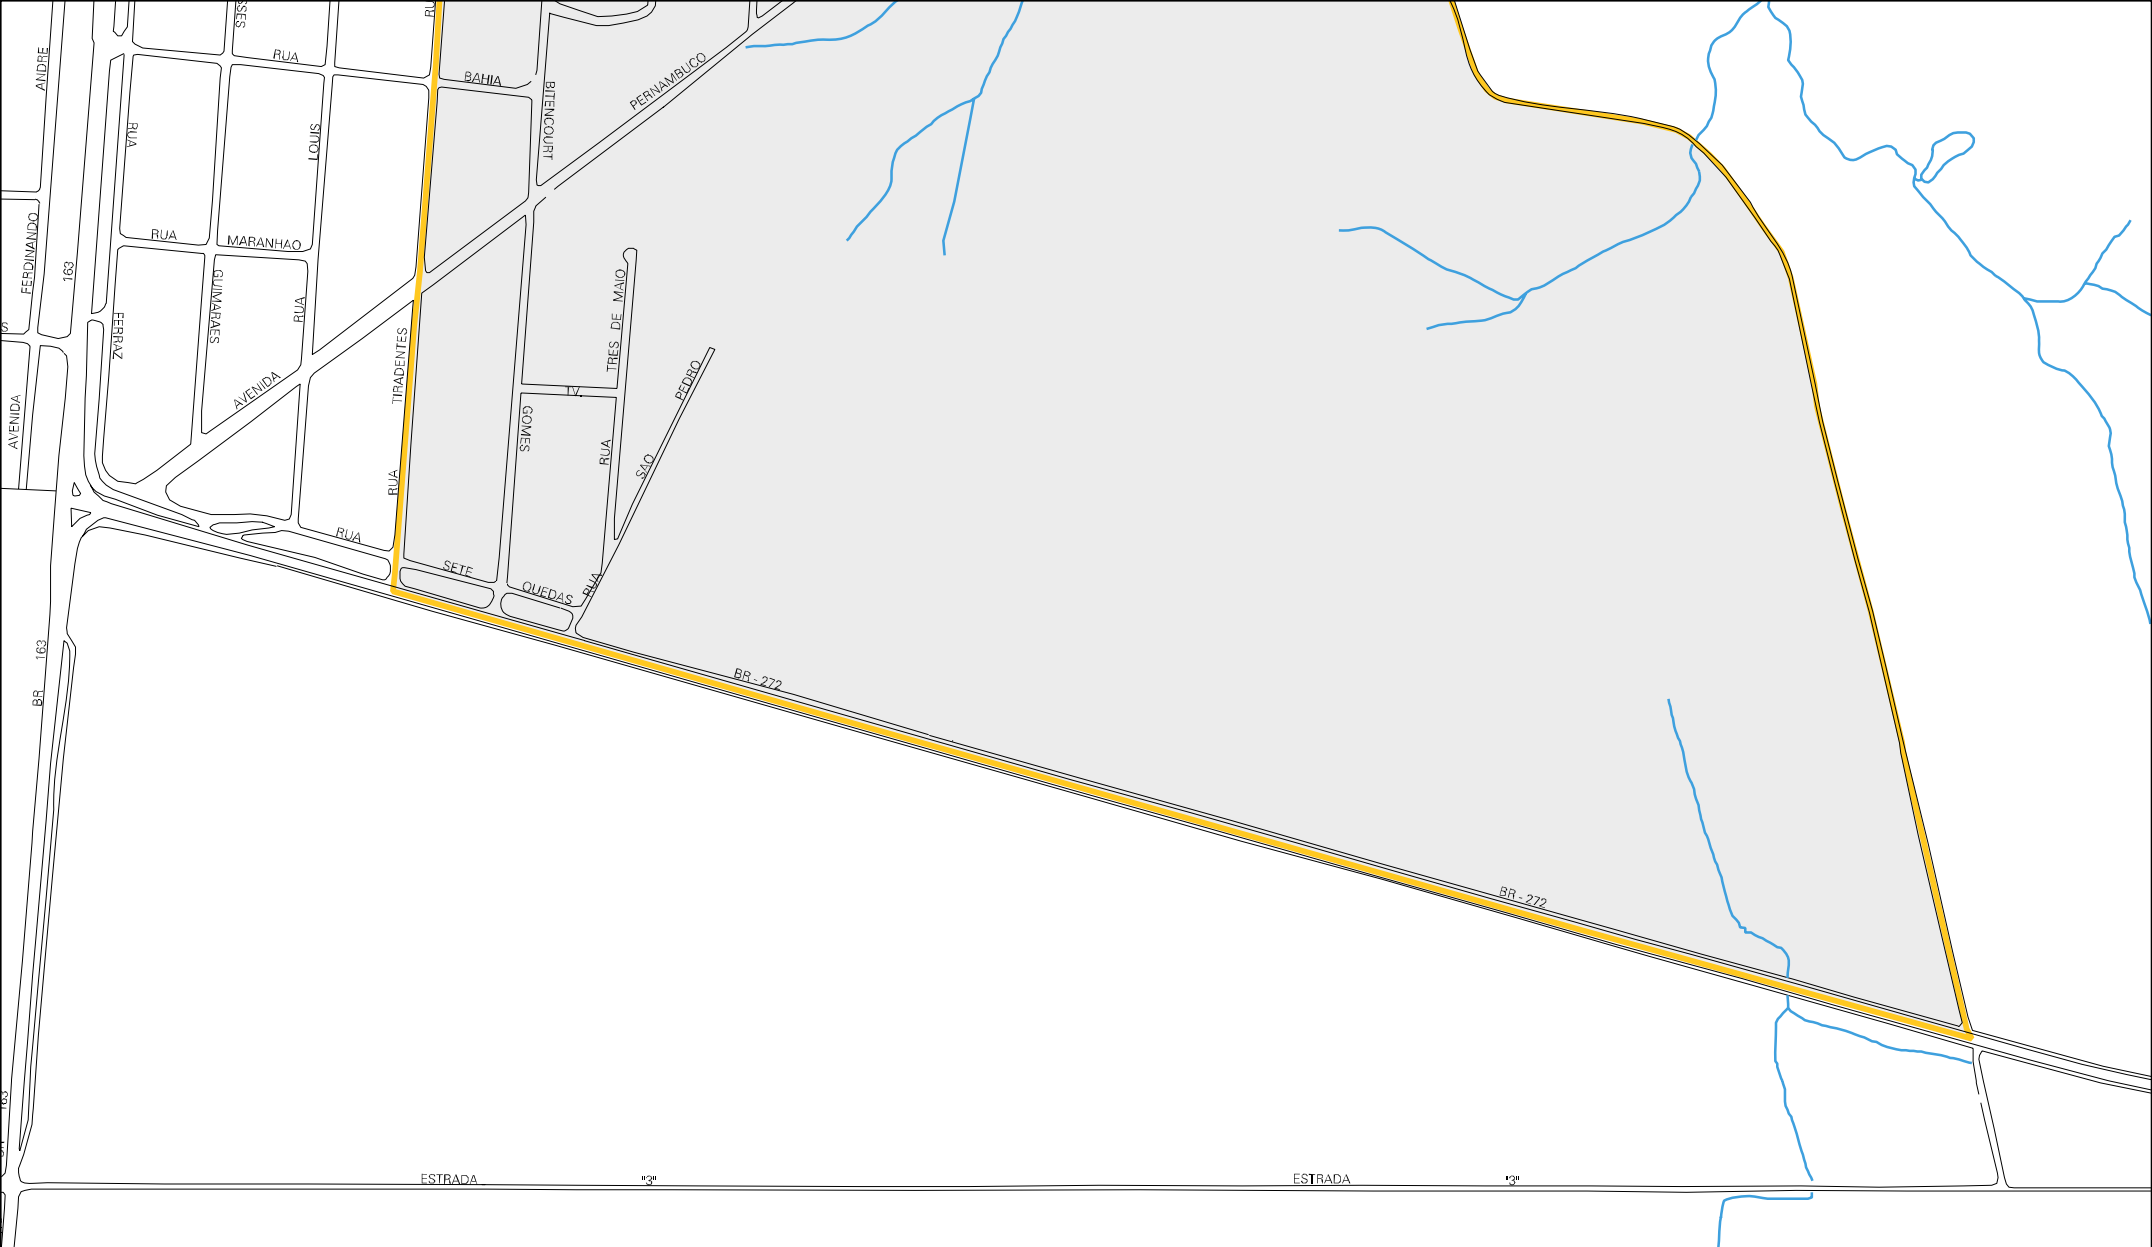 RUA
BAHIA
PERNAMBUCO
ANDRE
BITENCOURT
RUA
LOUIS
RUA
MARANHAO
FERDINANDO
163
GUIMARAES
RUA
TRES DE MAIO
FERRAZ
TIRADENTES
AVENIDA
TV.
PEDRO
AVENIDA
GOMES
RUA
SAO
RUA
RUA
SETE
QUEDAS
RUA
163
BR
BR - 272
BR - 272
ESTRADA
"3"
ESTRADA
"3"